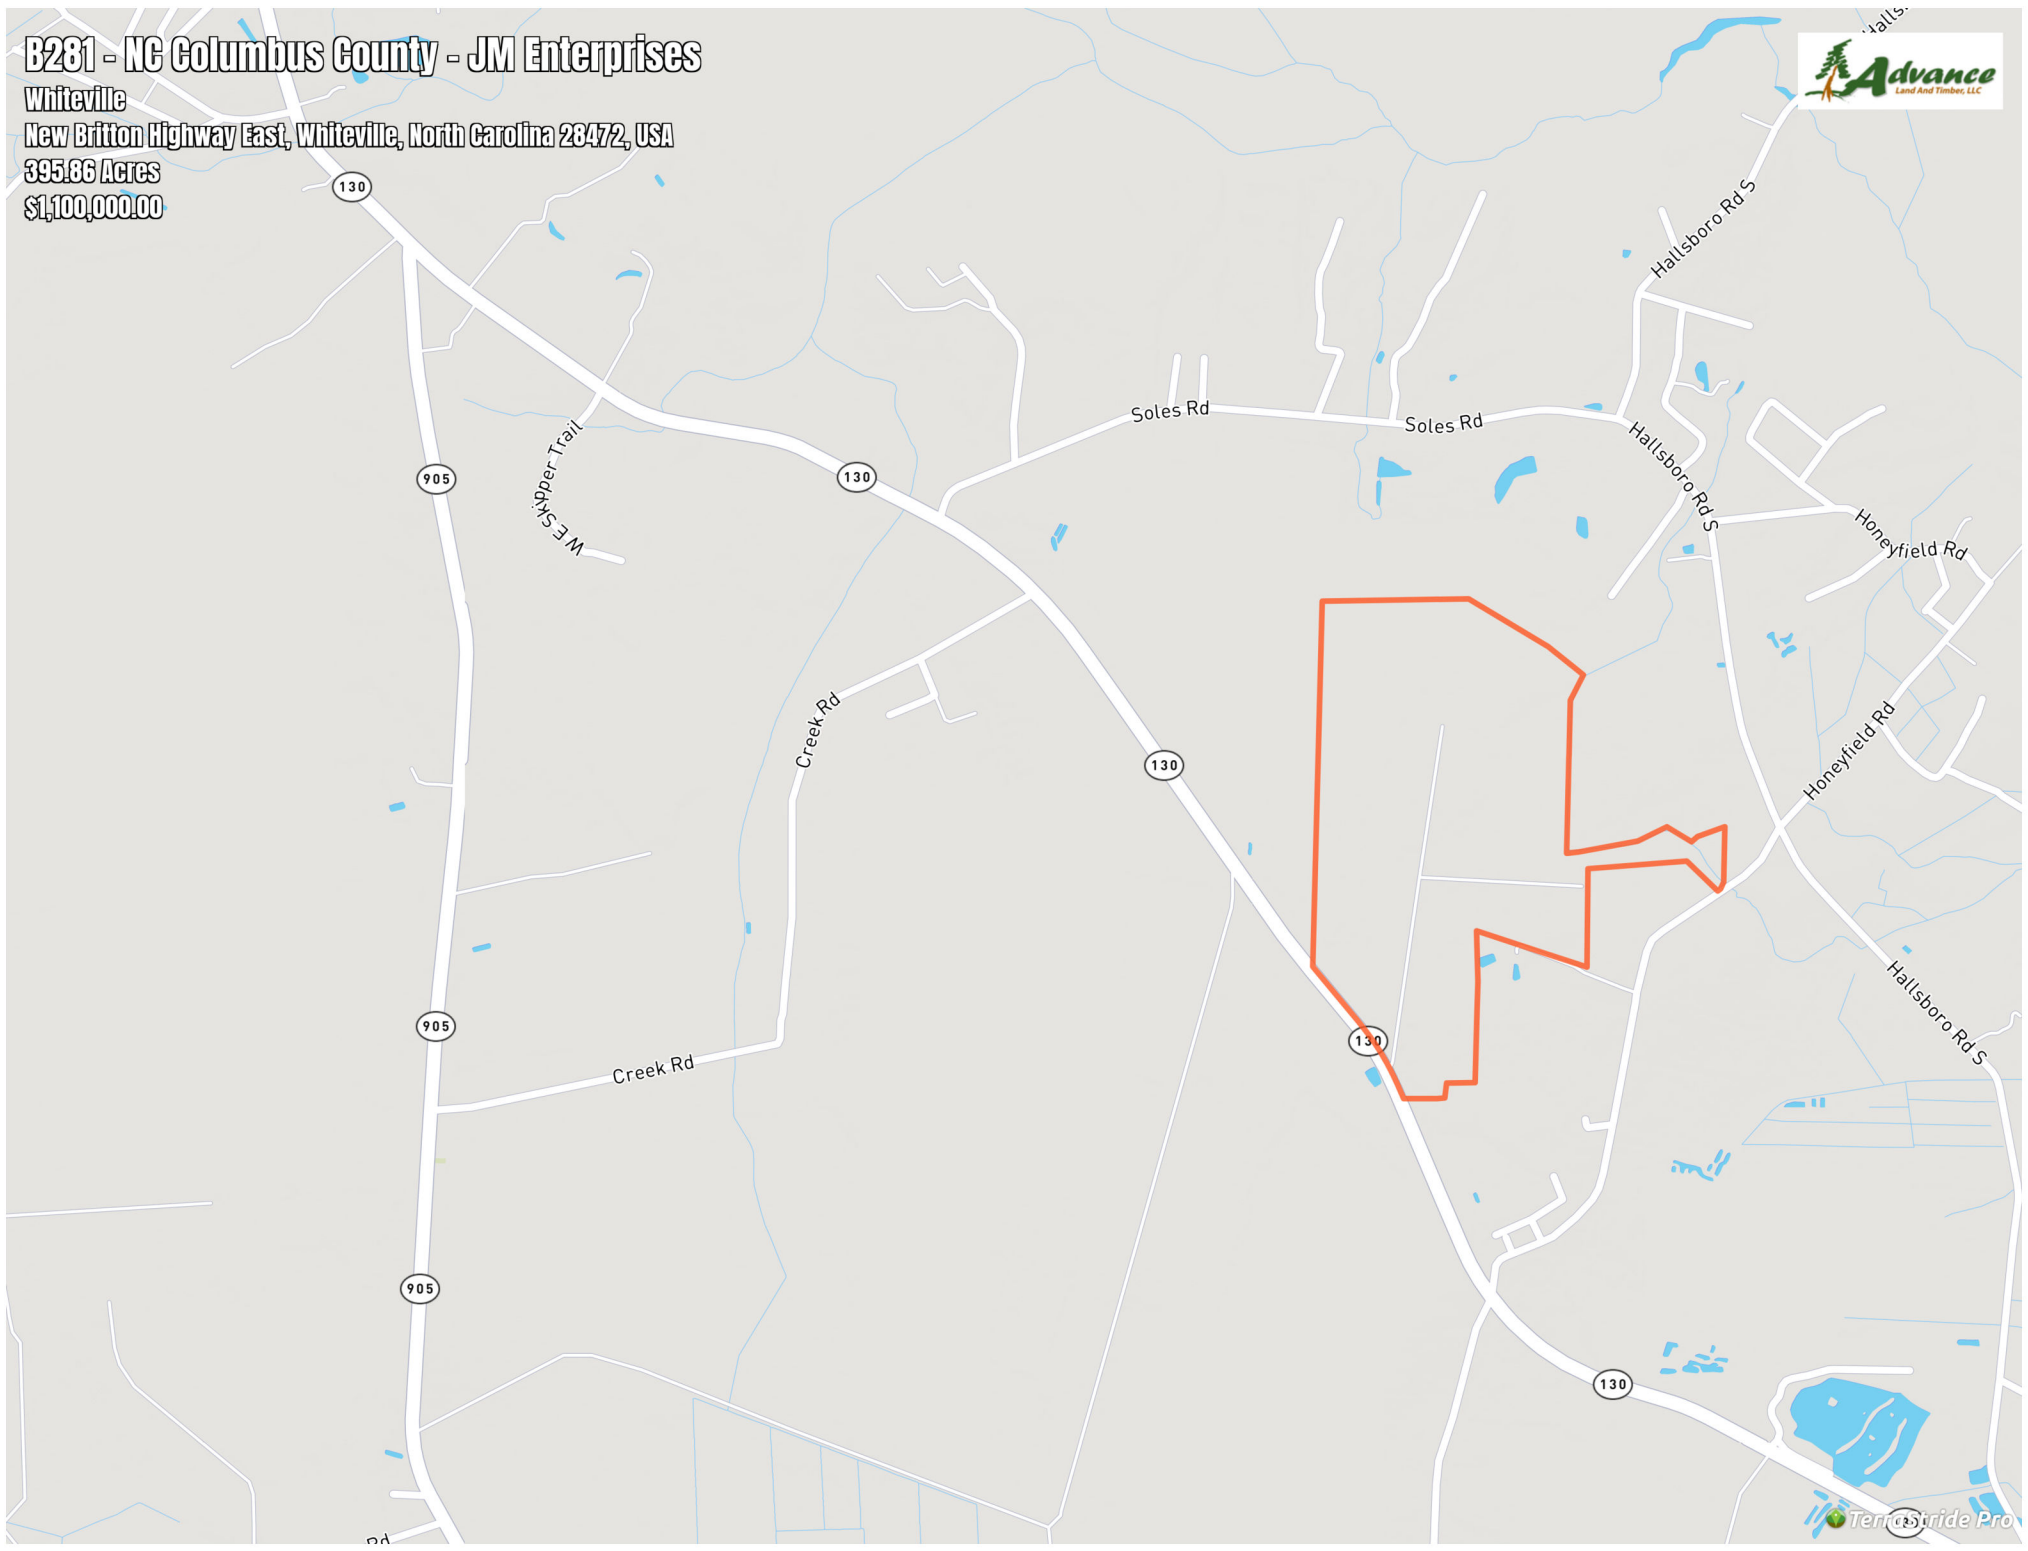 B281 - NC Columbus County - JM Enterprises
Whiteville
New Britton Highway East, Whiteville, North Carolina 28472, USA
395.86 Acres
$1,100,000.00
Advance
Land And Timber, LLC
Halls
130
Hallsboro Rd S
Soles Rd
Soles Rd
W E Skipper Trail
905
130
Hallsboro Rd S
Honeyfield Rd
Creek Rd
130
Honeyfield Rd
905
130
Hallsboro Rd S
Creek Rd
905
130
Rd
TerraStride Pro